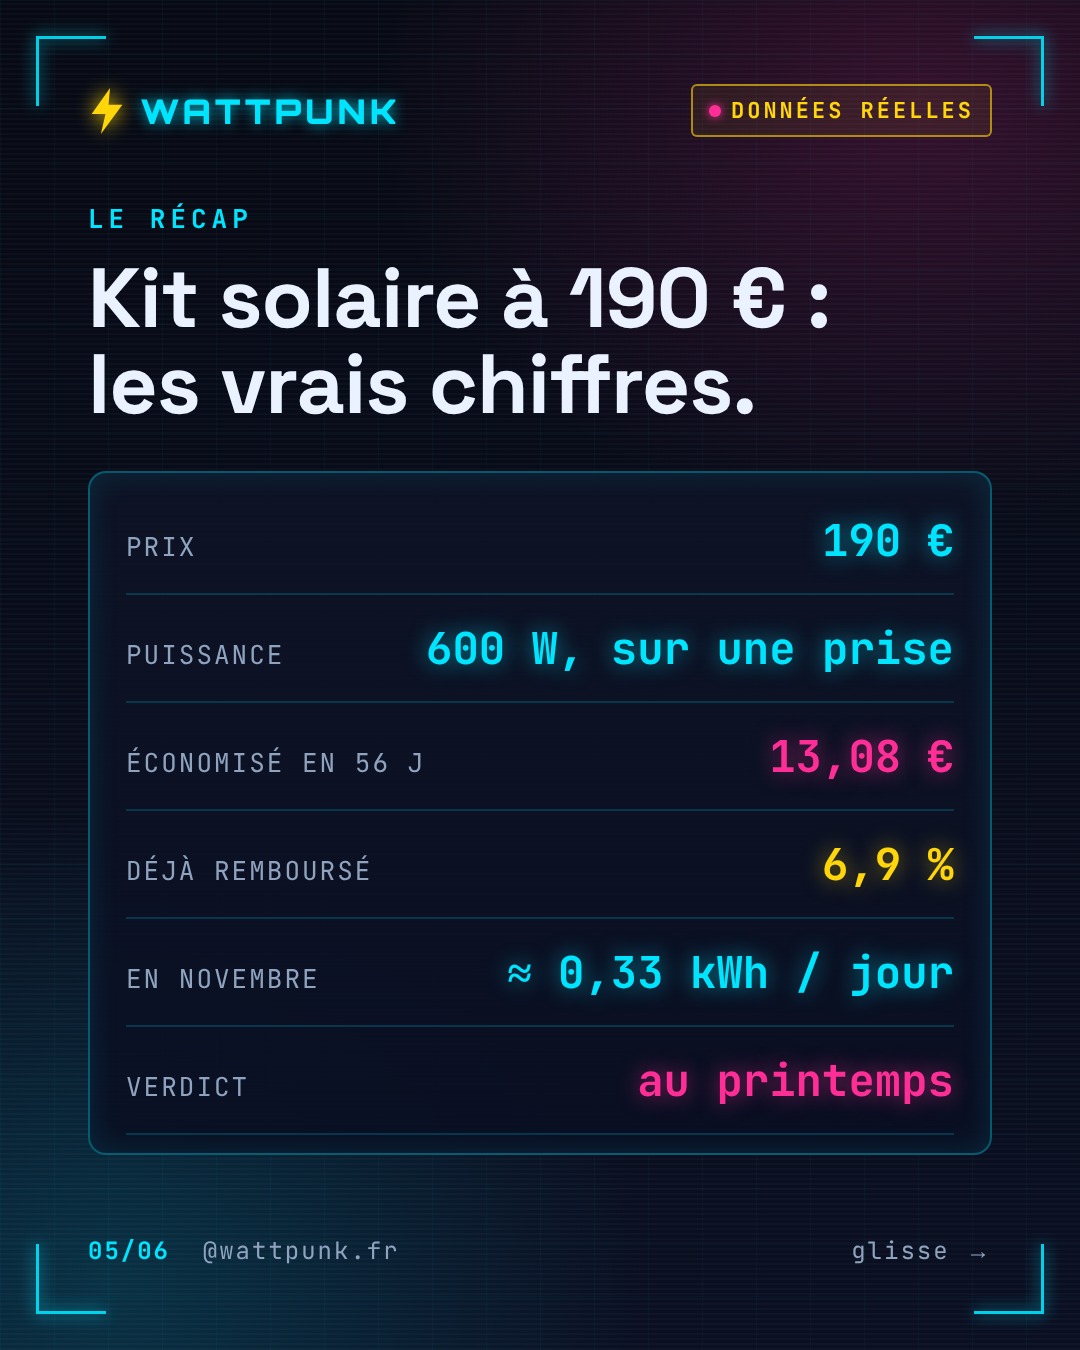 WATTPUNK
DONNÉES RÉELLES
LE RÉCAP
Kit solaire à 190 € :
les vrais chiffres.
PRIX 190 €
PUISSANCE 600 W, sur une prise
ÉCONOMISÉ EN 56 J 13,08 €
DÉJÀ REMBOURSÉ 6,9 %
EN NOVEMBRE ≈ 0,33 kWh / jour
VERDICT au printemps
05/06 @wattpunk.fr glisse →